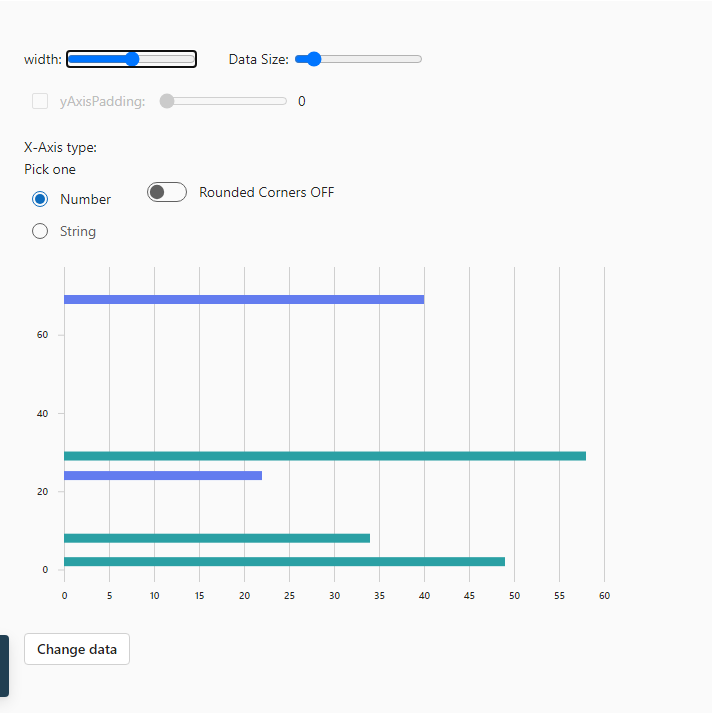 width: Data Size:
yAxisPadding: 0
X-Axis type:
Pick one
Number Rounded Corners OFF
String
60
40
20
0
0 5 10 15 20 25 30 35 40 45 50 55 60
Change data